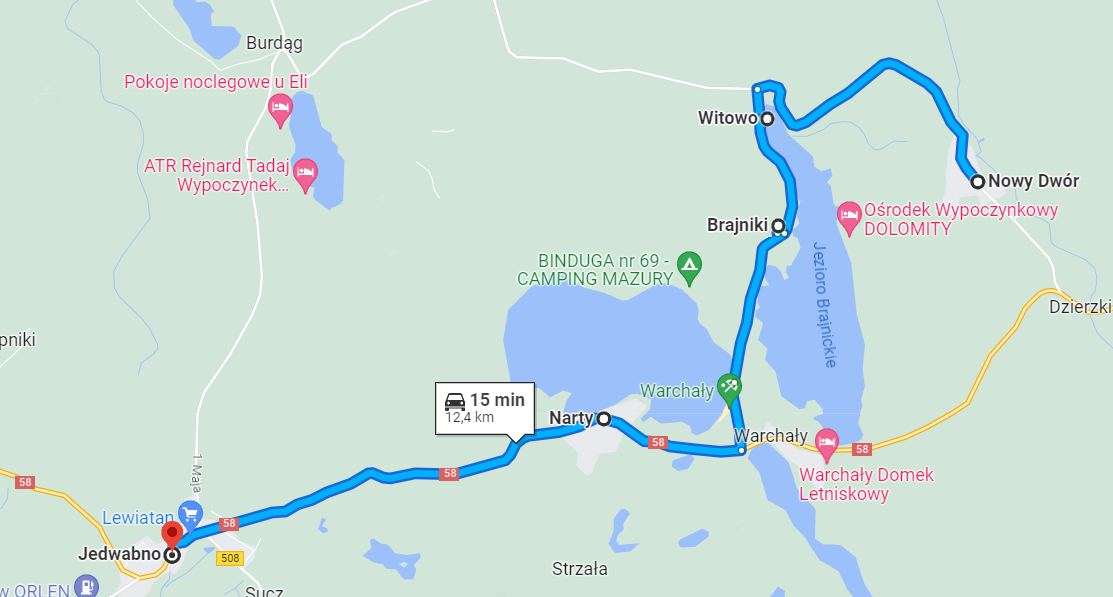 Burdąg
Pokoje noclegowe u Eli
ATR Rejnard Tadaj
Wypoczynek...
Witowo
Nowy Dwór
Ośrodek Wypoczynkowy
DOLOMITY
Brajniki
Jezioro Brajnickie
BINDUGA nr 69 -
CAMPING MAZURY
Dzierzki
pniki
15 min
12,4 km
Warchały
Narty
58
Warchały
58
Warchały Domek
Letniskowy
58
58
1 Maja
Lewiatan
58
Jedwabno
508
w ORLEN
Sucz
Strzała